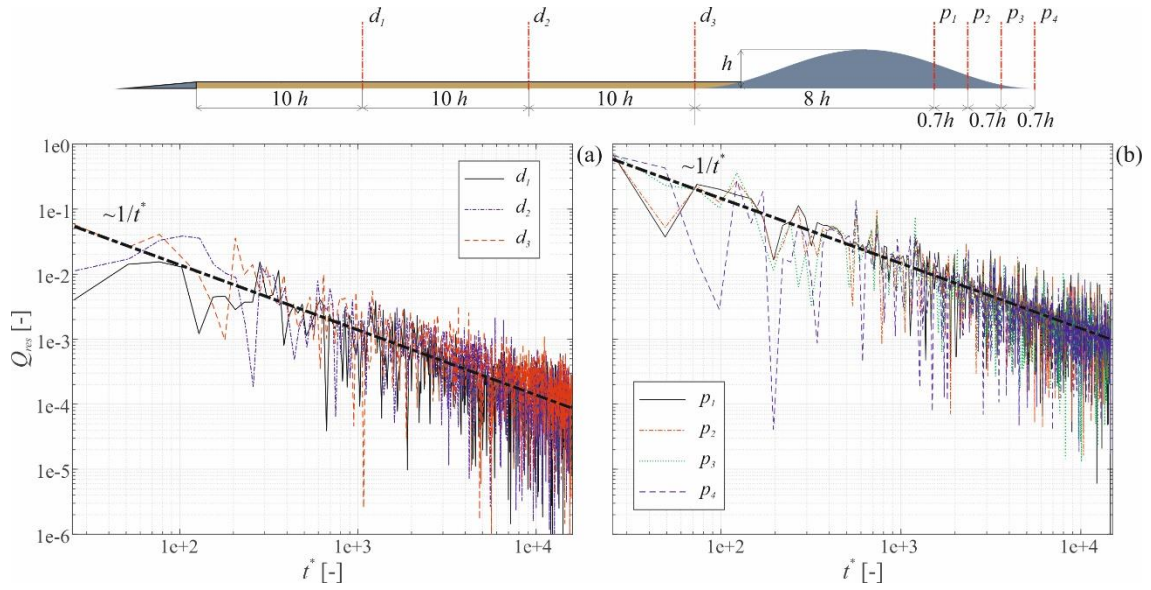 d₁ d₂ d₃ p₁ p₂ p₃ p₄
h
10 h 10 h 10 h 8 h
0.7h 0.7h 0.7h
1e0 (a) (b)
~1/t* d₁ ~1/t*
d₂
d₃
1e-1
1e-2
1e-3
1e-4
1e-5
1e-6
Q_res [-]
p₁
p₂
p₃
p₄
1e+2 1e+3 1e+4 1e+2 1e+3 1e+4
t* [-] t* [-]